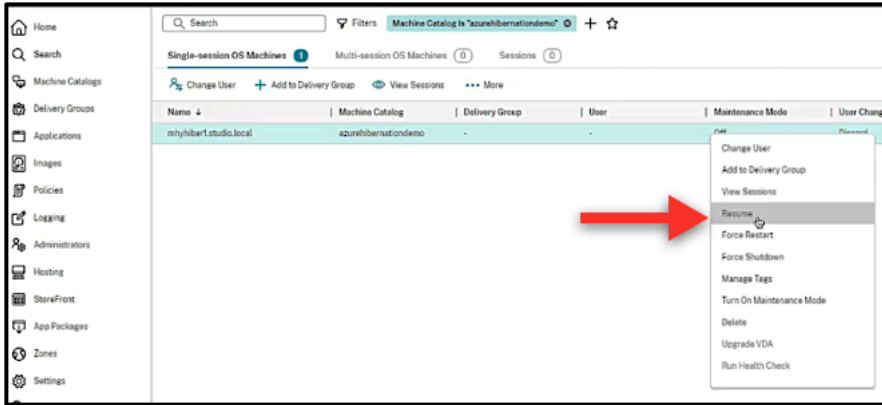 Home
Search
Machine Catalogs
Delivery Groups
Applications
Images
Policies
Logging
Administrators
Hosting
StoreFront
App Packages
Zones
Settings
Search Filters Machine Catalog Is "azurehibernationdemo"
Single-session OS Machines 1 Multi-session OS Machines 0 Sessions 0
Change User Add to Delivery Group View Sessions More
Name Machine Catalog Delivery Group User Maintenance Mode User Chang
mhyhiber1.studio.local azurehibernationdemo - - Off Discard
Change User
Add to Delivery Group
View Sessions
Resume
Force Restart
Force Shutdown
Manage Tags
Turn On Maintenance Mode
Delete
Upgrade VDA
Run Health Check